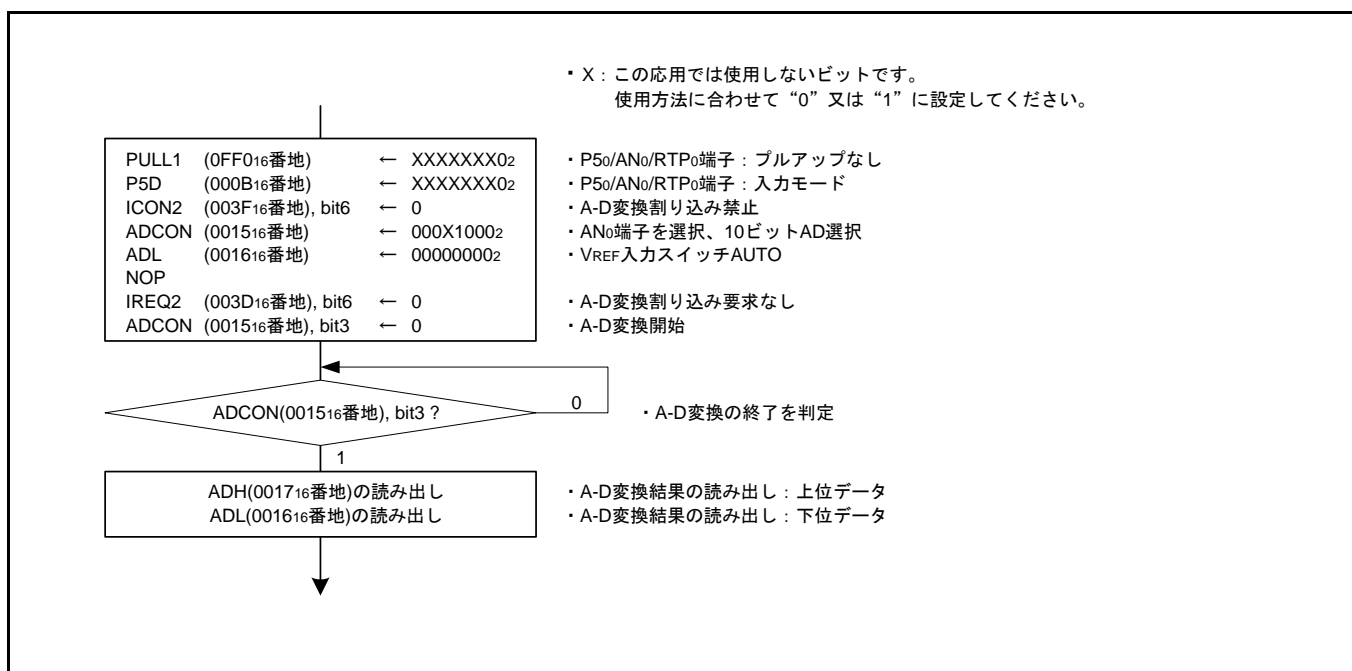 ・X：この応用では使用しないビットです。
使用方法に合わせて“0”又は“1”に設定してください。
PULL1 (0FF016番地) ← XXXXXXX02 ・P50/AN0/RTP0端子：プルアップなし
P5D (000B16番地) ← XXXXXXX02 ・P50/AN0/RTP0端子：入力モード
ICON2 (003F16番地), bit6 ← 0 ・A-D変換割り込み禁止
ADCON (001516番地) ← 000X10002 ・AN0端子を選択、10ビットAD選択
ADL (001616番地) ← 000000002 ・VREF入力スイッチAUTO
NOP
IREQ2 (003D16番地), bit6 ← 0 ・A-D変換割り込み要求なし
ADCON (001516番地), bit3 ← 0 ・A-D変換開始
ADCON(001516番地), bit3 ? 0 ・A-D変換の終了を判定
1
ADH(001716番地)の読み出し ・A-D変換結果の読み出し：上位データ
ADL(001616番地)の読み出し ・A-D変換結果の読み出し：下位データ